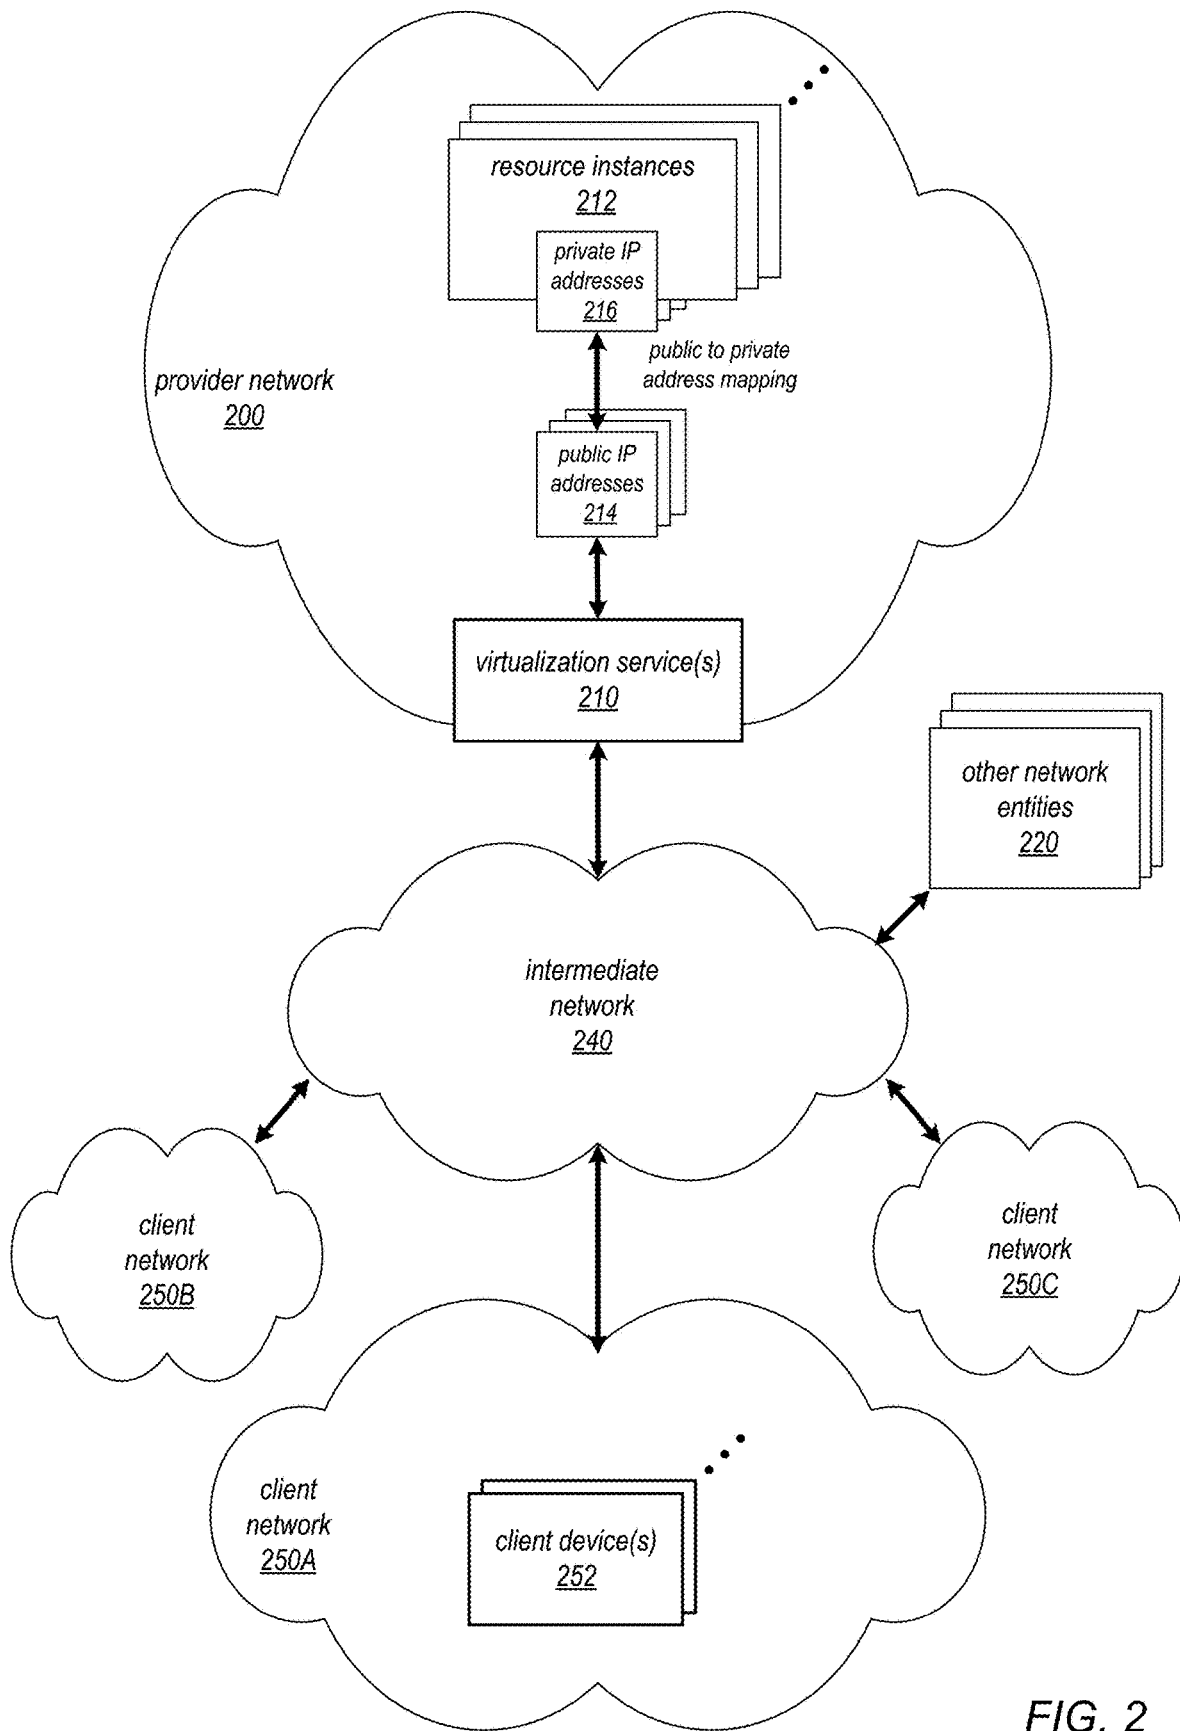 resource instances
212
private IP
addresses
216
public to private
address mapping
provider network
200
public IP
addresses
214
virtualization service(s)
210
other network
entities
220
intermediate
network
240
client
network
250B
client
network
250C
client
network
250A
client device(s)
252
FIG. 2